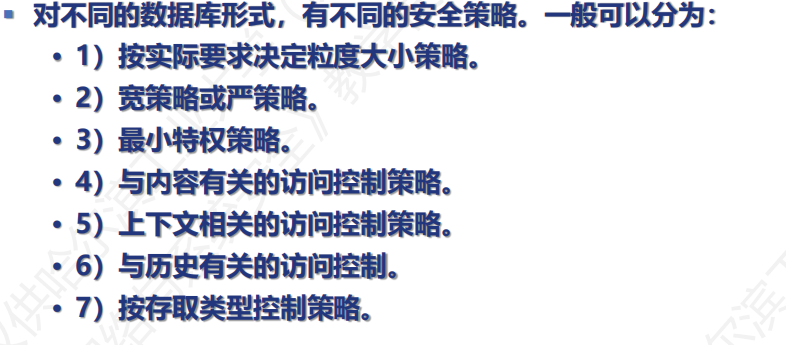 ▪ 对不同的数据库形式，有不同的安全策略。一般可以分为：
• 1）按实际要求决定粒度大小策略。
• 2）宽策略或严策略。
• 3）最小特权策略。
• 4）与内容有关的访问控制策略。
• 5）上下文相关的访问控制策略。
• 6）与历史有关的访问控制。
• 7）按存取类型控制策略。